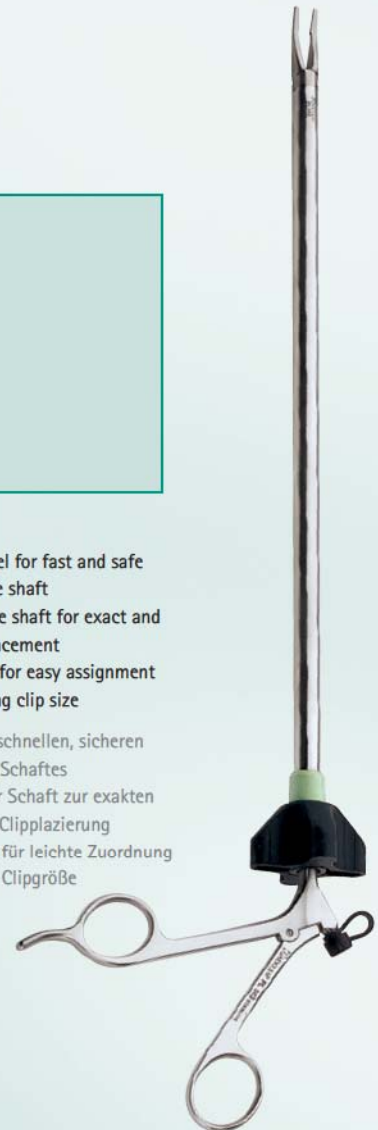 el for fast and safe
e shaft
e shaft for exact and
cement
for easy assignment
g clip size
schnellen, sicheren
Schaftes
r Schaft zur exakten
Clipplazierung
für leichte Zuordnung
Clipgröße